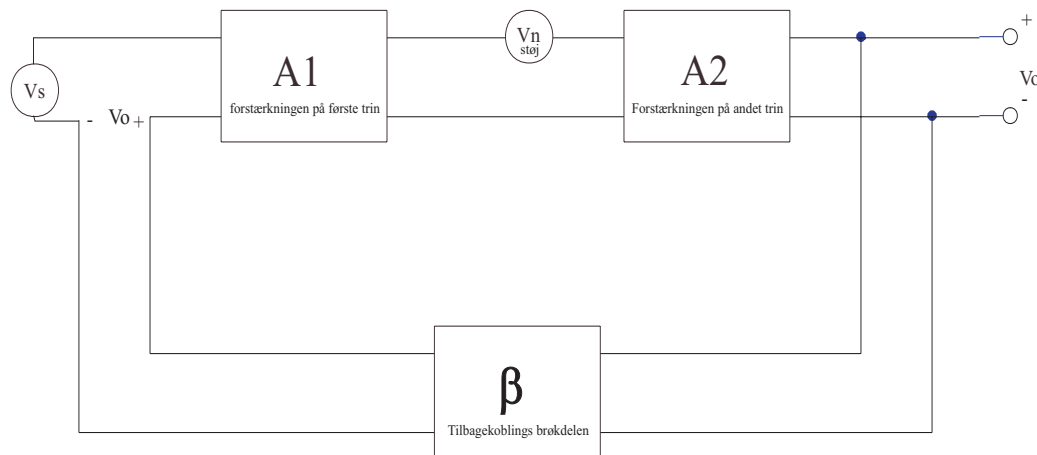 Vs
- Vo +
A1
forstærkningen på første trin
Vn
støj
A2
Forstærkningen på andet trin
+
Vo
-
β
Tilbagekoblings brøkdelen